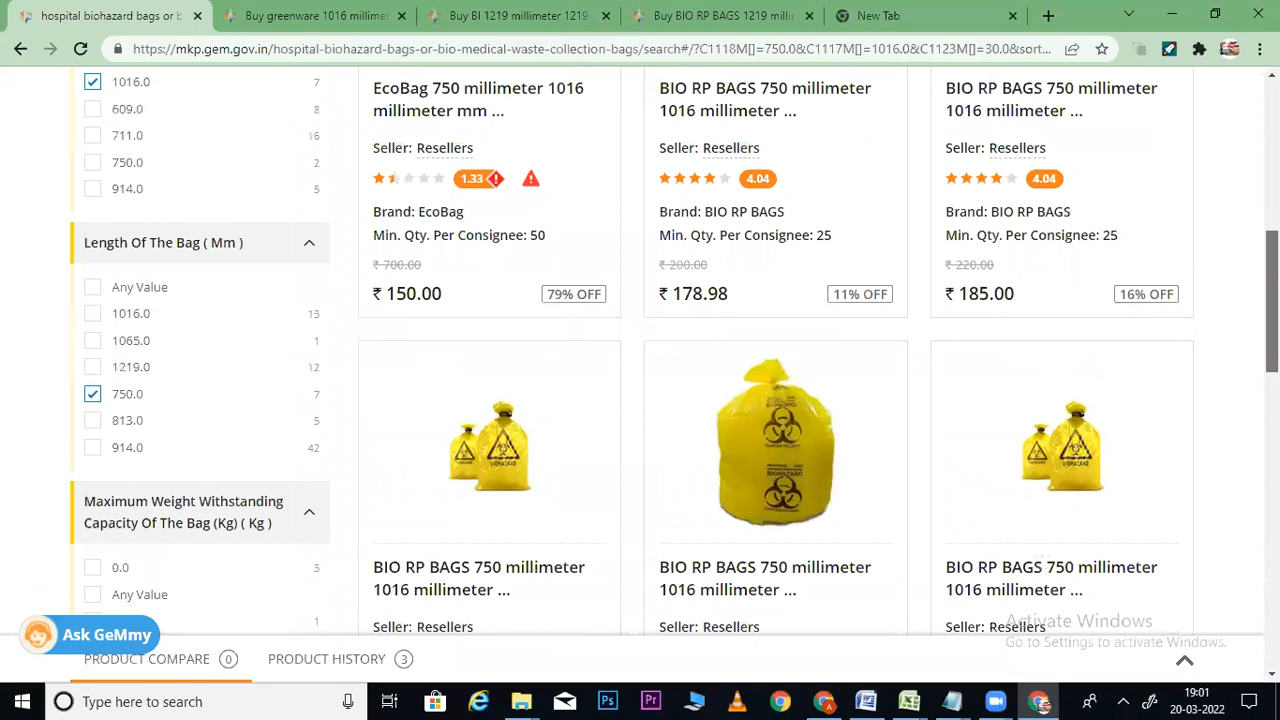 hospital biohazard bags or b
Buy greenware 1016 millimet
Buy BI 1219 millimeter 1219
Buy BIO RP BAGS 1219 milli
New Tab
https://mkp.gem.gov.in/hospital-biohazard-bags-or-bio-medical-waste-collection-bags/search#/?C1118M[]=750.0&C1117M[]=1016.0&C1123M[]=30.0&sort...
1016.0 7
609.0 8
711.0 16
750.0 2
914.0 5
Length Of The Bag ( Mm )
Any Value
1016.0 13
1065.0 1
1219.0 12
750.0 7
813.0 5
914.0 42
Maximum Weight Withstanding
Capacity Of The Bag (Kg) ( Kg )
0.0 5
Any Value
1
EcoBag 750 millimeter 1016
millimeter mm ...
Seller: Resellers
1.33
Brand: EcoBag
Min. Qty. Per Consignee: 50
₹ 700.00
₹ 150.00 79% OFF
BIO RP BAGS 750 millimeter
1016 millimeter ...
Seller: Resellers
4.04
Brand: BIO RP BAGS
Min. Qty. Per Consignee: 25
₹ 200.00
₹ 178.98 11% OFF
BIO RP BAGS 750 millimeter
1016 millimeter ...
Seller: Resellers
4.04
Brand: BIO RP BAGS
Min. Qty. Per Consignee: 25
₹ 220.00
₹ 185.00 16% OFF
BIOHAZARD
BIO RP BAGS 750 millimeter
1016 millimeter ...
Seller: Resellers
BIOHAZARD
BIO RP BAGS 750 millimeter
1016 millimeter ...
Seller: Resellers
BIOHAZARD
BIO RP BAGS 750 millimeter
1016 millimeter ...
Seller: Resellers
Activate Windows
Go to Settings to activate Windows.
Ask GeMmy
PRODUCT COMPARE 0
PRODUCT HISTORY 3
Type here to search
19:01
20-03-2022